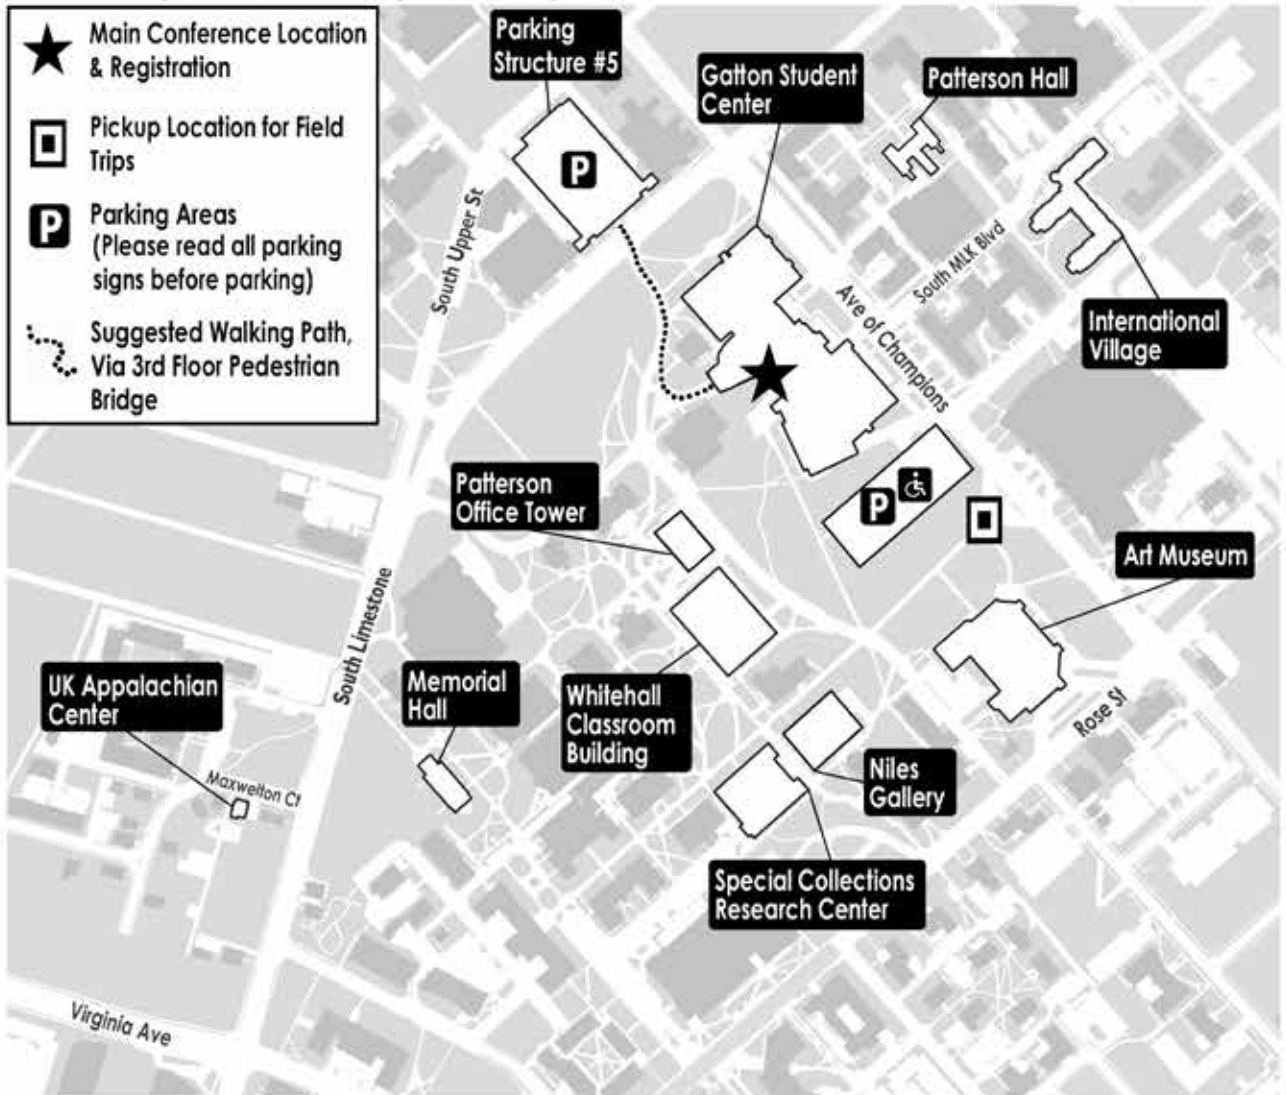 Main Conference Location
& Registration
Pickup Location for Field
Trips
P
Parking Areas
(Please read all parking
signs before parking)
Suggested Walking Path,
Via 3rd Floor Pedestrian
Bridge
Parking
Structure #5
P
Gatton Student
Center
Patterson Hall
South Upper St
South MLK Blvd
Ave of Champions
International
Village
Patterson
Office Tower
P
Art Museum
South Limestone
UK Appalachian
Center
Memorial
Hall
Whitehall
Classroom
Building
Rose St
Niles
Gallery
Maxwelton Ct
Special Collections
Research Center
Virginia Ave